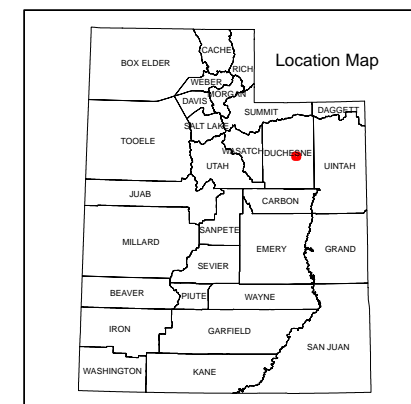 Location Map
BOX ELDER
CACHE
RICH
WEBER
MORGAN
DAVIS
SUMMIT
DAGGETT
SALT LAKE
TOOELE
WASATCH
DUCHESNE
UTAH
UINTAH
JUAB
CARBON
SANPETE
MILLARD
EMERY
GRAND
SEVIER
BEAVER
PIUTE
WAYNE
IRON
GARFIELD
SAN JUAN
WASHINGTON
KANE